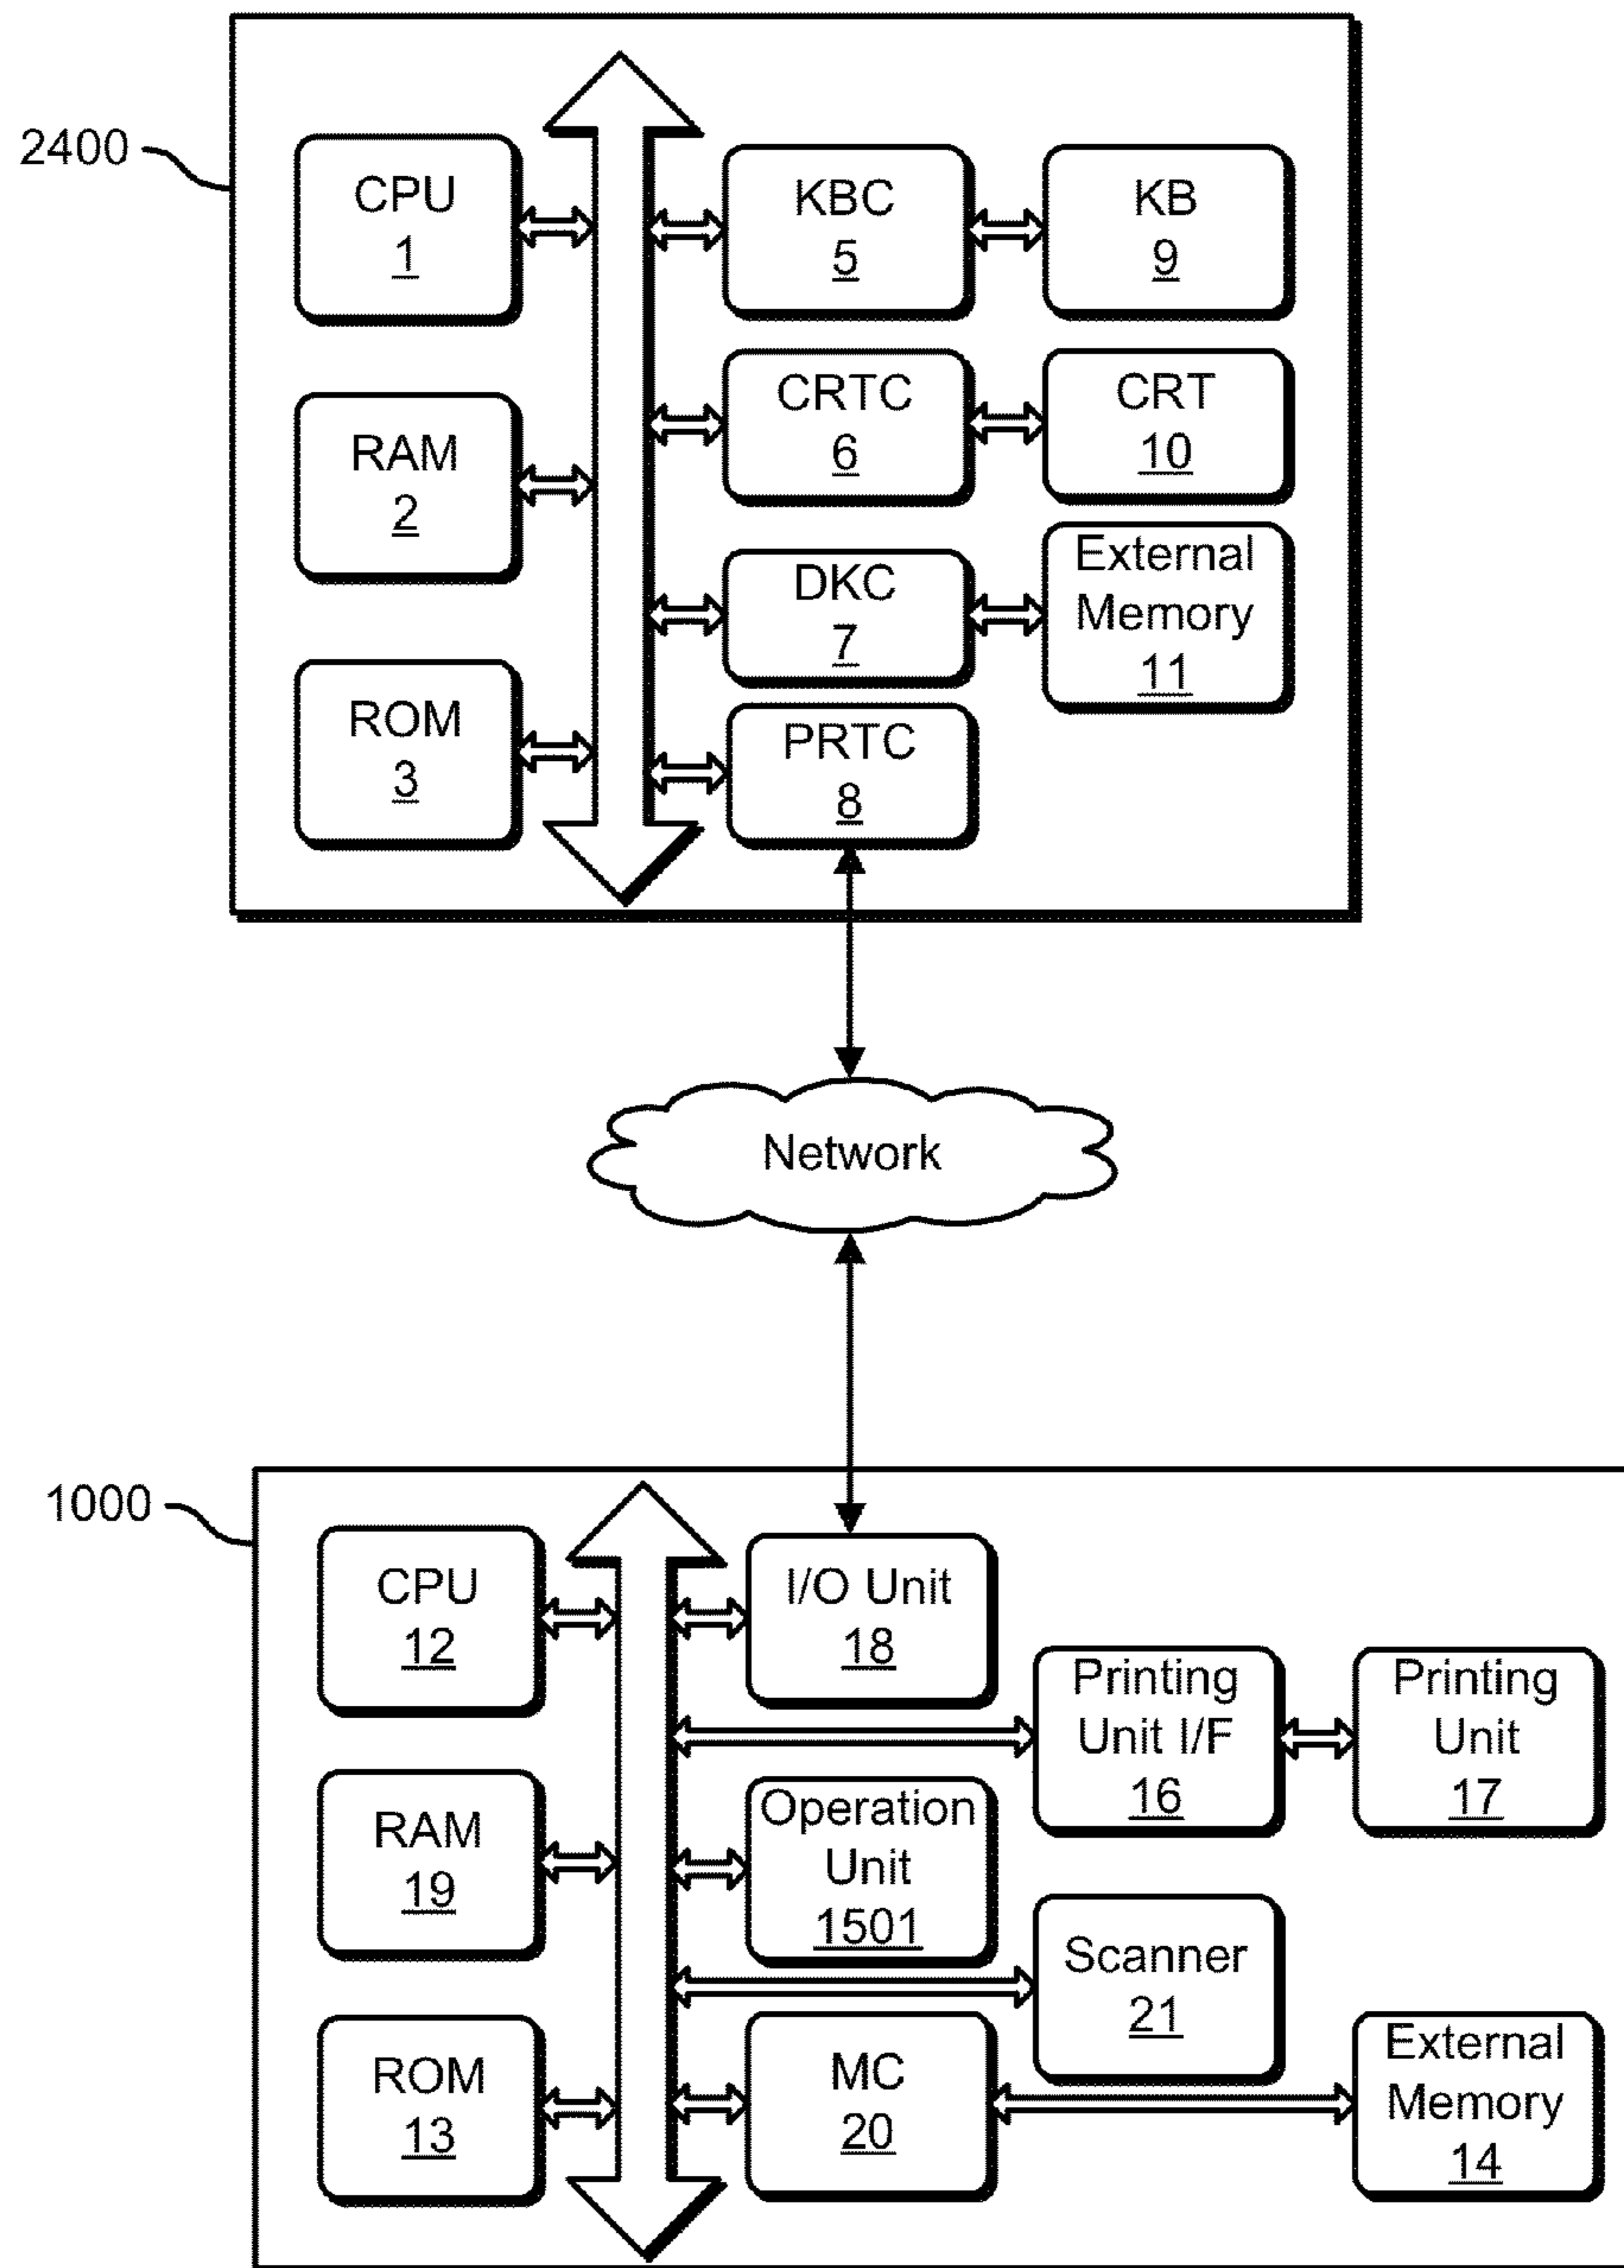 2400
CPU
1
KBC
5
KB
9
RAM
2
CRTC
6
CRT
10
DKC
7
External
Memory
11
ROM
3
PRTC
8
Network
1000
CPU
12
I/O Unit
18
Printing
Unit I/F
16
Printing
Unit
17
RAM
19
Operation
Unit
1501
Scanner
21
ROM
13
MC
20
External
Memory
14